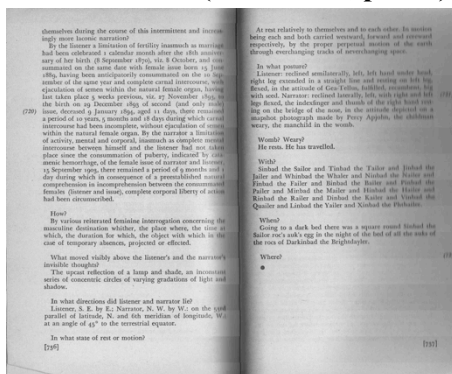 themselves during the course of this intermittent and increas-
ingly more laconic narration?
By the listener a limitation of fertility inasmuch as marriage
had been celebrated 1 calendar month after the 18th anniver-
sary of her birth (8 September 1870), viz. 8 October, and con-
summated on the same date with female issue born 15 June
1889, having been anticipatorily consummated on the 10 Sep-
tember of the same year and complete carnal intercourse, with
ejaculation of semen within the natural female organ, having
last taken place 5 weeks previous, viz. 27 November 1893, to
the birth on 29 December 1893 of second (and only male)
issue, deceased 9 January 1894, aged 11 days, there remained
a period of 10 years, 5 months and 18 days during which carnal
intercourse had been incomplete, without ejaculation of semen
within the natural female organ. By the narrator a limitation
of activity, mental and corporal, inasmuch as complete mental
intercourse between himself and the listener had not taken
place since the consummation of puberty, indicated by cata-
menic hemorrhage, of the female issue of narrator and listener,
15 September 1903, there remained a period of 9 months and 1
day during which in consequence of a preestablished natural
comprehension in incomprehension between the consummated
females (listener and issue), complete corporal liberty of action
had been circumscribed.
How?
By various reiterated feminine interrogation concerning the
masculine destination whither, the place where, the time at
which, the duration for which, the object with which in the
case of temporary absences, projected or effected.
What moved visibly above the listener's and the narrator's
invisible thoughts?
The upcast reflection of a lamp and shade, an inconstant
series of concentric circles of varying gradations of light and
shadow.
In what directions did listener and narrator lie?
Listener, S. E. by E.; Narrator, N. W. by W.: on the 53rd
parallel of latitude, N. and 6th meridian of longitude, W.:
at an angle of 45° to the terrestrial equator.
In what state of rest or motion?
[736]
At rest relatively to themselves and to each other. In motion
being each and both carried westward, forward and rereward
respectively, by the proper perpetual motion of the earth
through everchanging tracks of neverchanging space.
In what posture?
Listener: reclined semilaterally, left, left hand under head,
right leg extended in a straight line and resting on left leg,
flexed, in the attitude of Gea-Tellus, fulfilled, recumbent, big
with seed. Narrator: reclined laterally, left, with right and left
legs flexed, the indexfinger and thumb of the right hand rest-
ing on the bridge of the nose, in the attitude depicted on a
snapshot photograph made by Percy Apjohn, the childman
weary, the manchild in the womb.
Womb? Weary?
He rests. He has travelled.
With?
Sinbad the Sailor and Tinbad the Tailor and Jinbad the
Jailer and Whinbad the Whaler and Ninbad the Nailer and
Finbad the Failer and Binbad the Bailer and Pinbad the
Pailer and Minbad the Mailer and Hinbad the Hailer and
Rinbad the Railer and Dinbad the Kailer and Vinbad the
Quailer and Linbad the Yailer and Xinbad the Phthailer.
When?
Going to a dark bed there was a square round Sinbad the
Sailor roc's auk's egg in the night of the bed of all the auks of
the rocs of Darkinbad the Brightdayler.
Where?
•
[737]